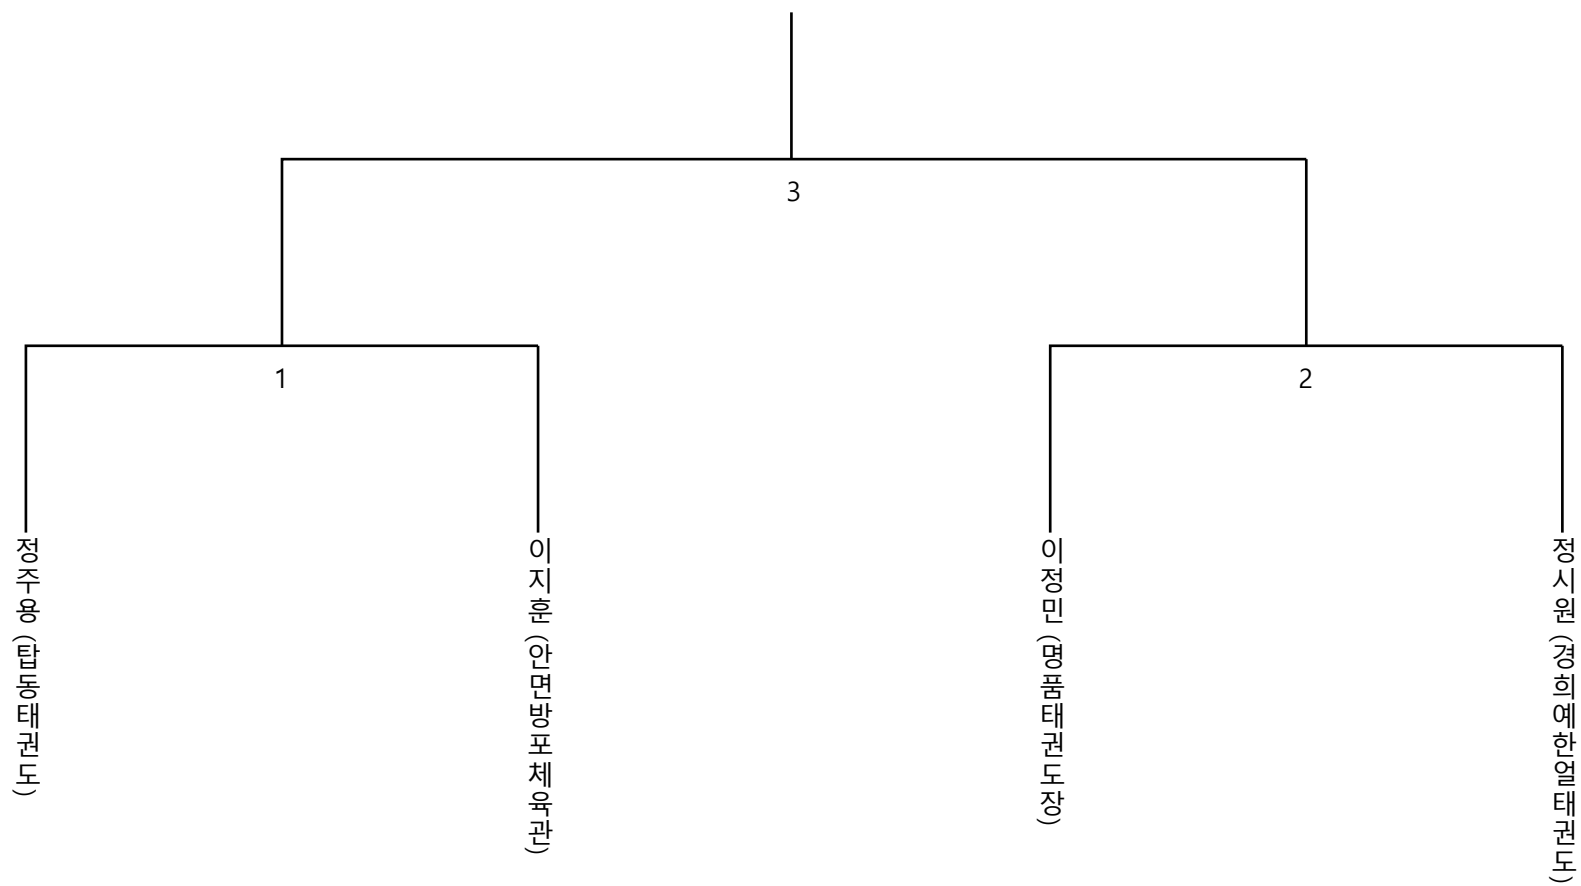 3
1
2
정주용 (탑동태권도)
이지훈 (안면방포체육관)
이정민 (명품태권도장)
정시원 (경희예한얼태권도)